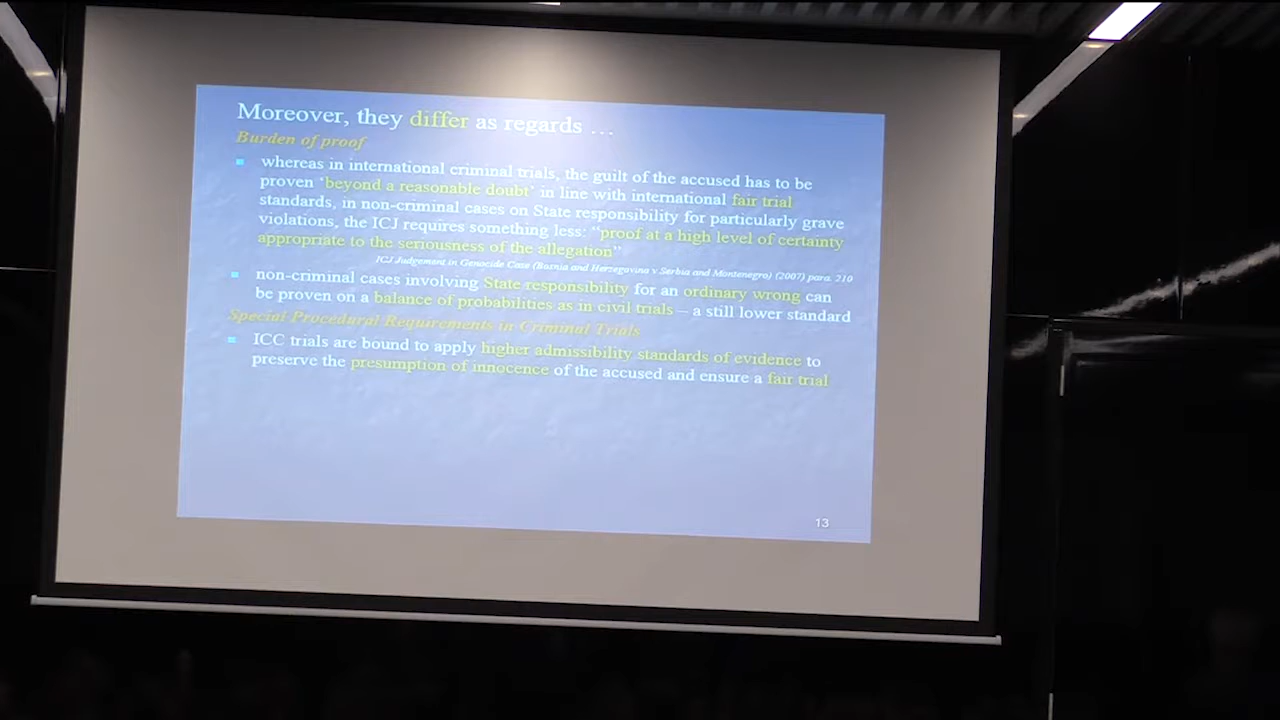 Moreover, they differ as regards …
Burden of proof
whereas in international criminal trials, the guilt of the accused has to be
proven ‘beyond a reasonable doubt’ in line with international fair trial
standards, in non-criminal cases on State responsibility for particularly grave
violations, the ICJ requires something less: “proof at a high level of certainty
appropriate to the seriousness of the allegation”
ICJ Judgement in Genocide Case (Bosnia and Herzegovina v Serbia and Montenegro) (2007) para. 210
non-criminal cases involving State responsibility for an ordinary wrong can
be proven on a balance of probabilities as in civil trials – a still lower standard
Special Procedural Requirements in Criminal Trials
ICC trials are bound to apply higher admissibility standards of evidence to
preserve the presumption of innocence of the accused and ensure a fair trial
13